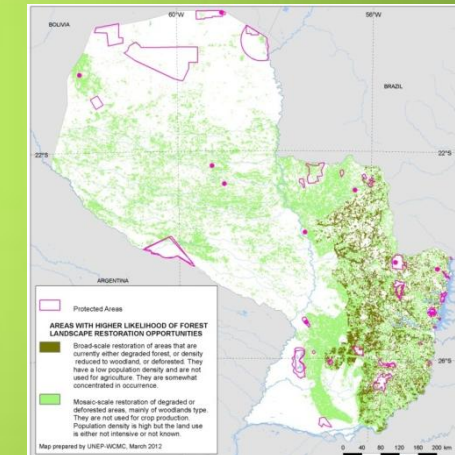 60°W
56°W
BOLIVIA
BRAZIL
22°S
22°S
ARGENTINA
26°S
Protected Areas
AREAS WITH HIGHER LIKELIHOOD OF FOREST
LANDSCAPE RESTORATION OPPORTUNITIES
Broad-scale restoration of areas that are
currently either degraded forest, or density
reduced to woodland, or deforested. They
have a low population density and are not
used for agriculture. They are somewhat
concentrated in occurrence.
Mosaic-scale restoration of degraded or
deforested areas, mainly of woodlands type.
They are not used for crop production.
Population density is high but the land use
is either not intensive or not known.
Map prepared by UNEP-WCMC, March 2012
0 40 80 120 160 200 km